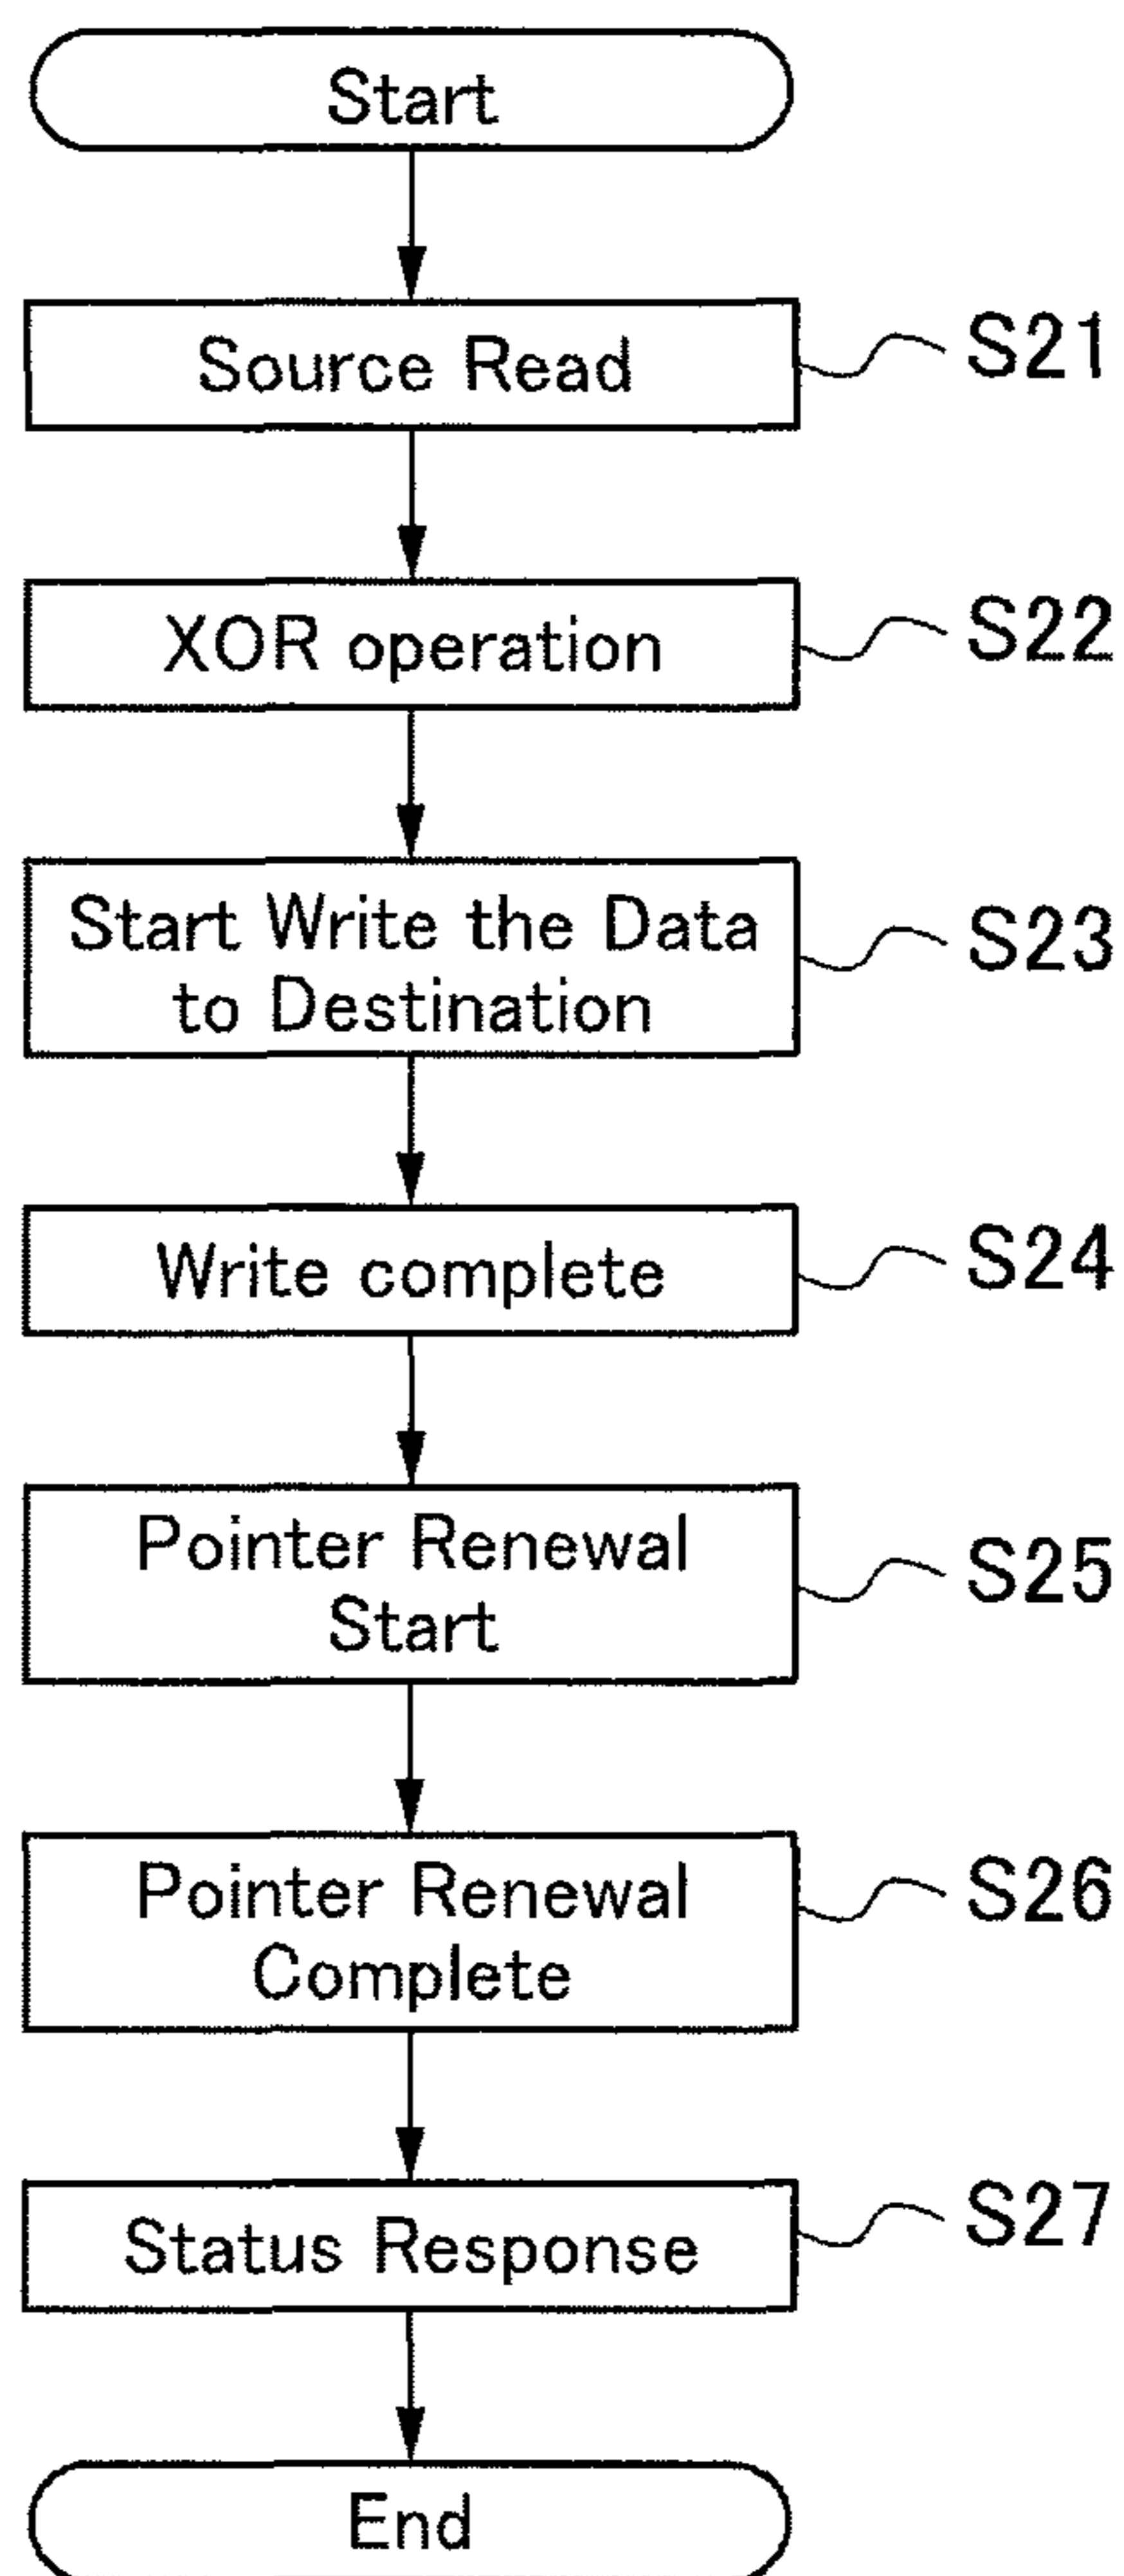 Start
Source Read
S21
XOR operation
S22
Start Write the Data
to Destination
S23
Write complete
S24
Pointer Renewal
Start
S25
Pointer Renewal
Complete
S26
Status Response
S27
End